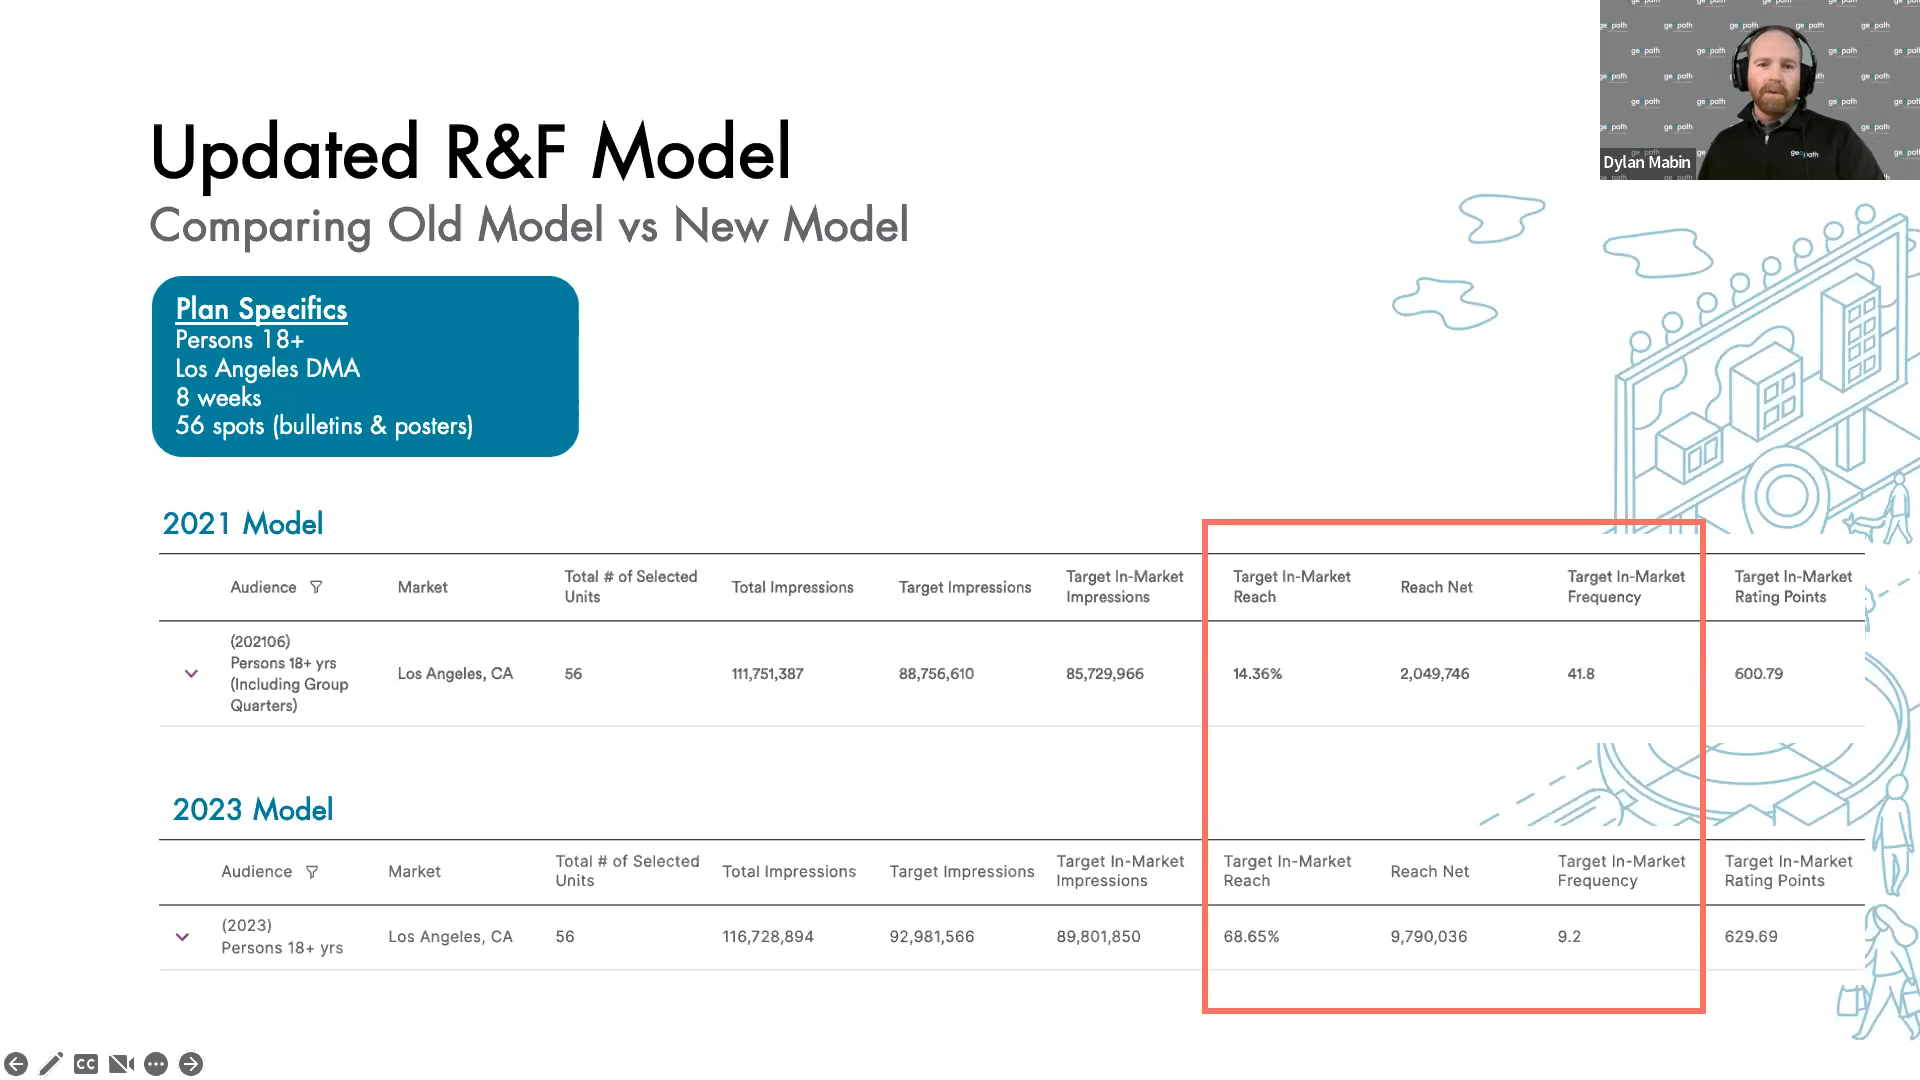 Updated R&F Model
Comparing Old Model vs New Model
Plan Specifics
Persons 18+
Los Angeles DMA
8 weeks
56 spots (bulletins & posters)
Dylan Mabin
geopath
2021 Model
Audience Market Total # of Selected Units Total Impressions Target Impressions Target In-Market Impressions Target In-Market Reach Reach Net Target In-Market Frequency Target In-Market Rating Points
(202106)
Persons 18+ yrs
(Including Group
Quarters)
Los Angeles, CA 56 111,751,387 88,756,610 85,729,966 14.36% 2,049,746 41.8 600.79
2023 Model
Audience Market Total # of Selected Units Total Impressions Target Impressions Target In-Market Impressions Target In-Market Reach Reach Net Target In-Market Frequency Target In-Market Rating Points
(2023)
Persons 18+ yrs
Los Angeles, CA 56 116,728,894 92,981,566 89,801,850 68.65% 9,790,036 9.2 629.69
CC